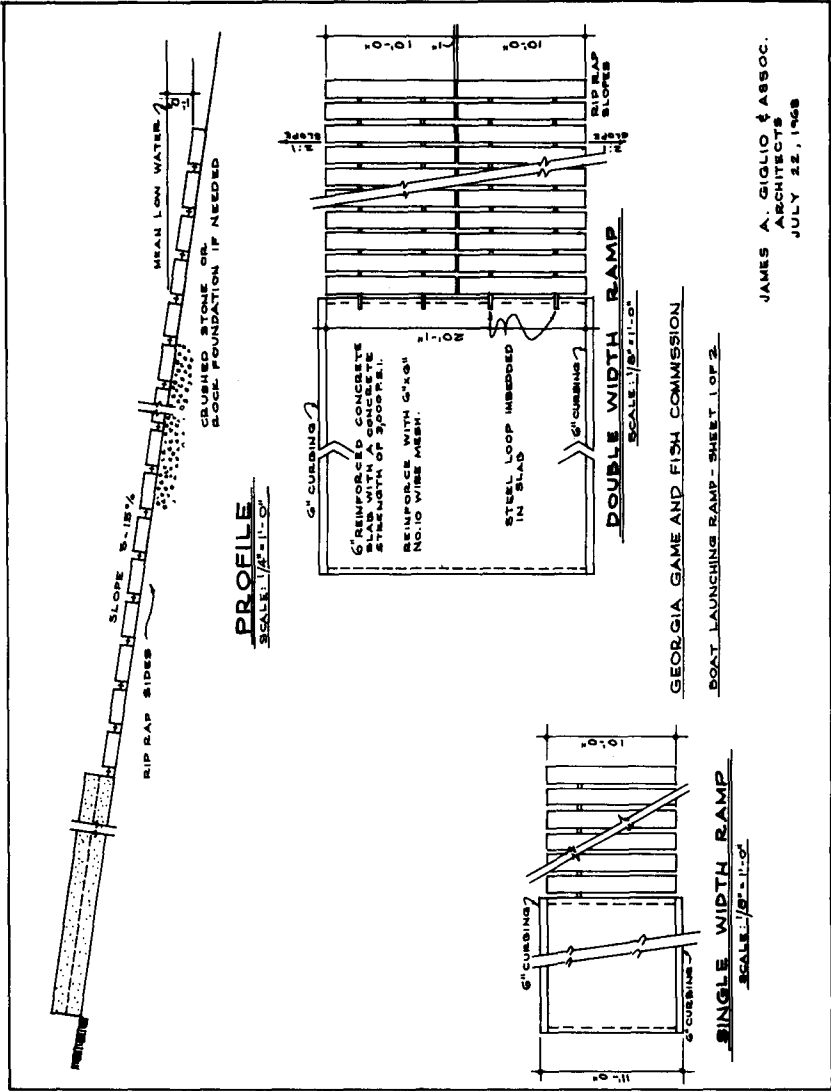 MEAN LOW WATER
1'-0"
CRUSHED STONE OR
ROCK FOUNDATION IF NEEDED
SLOPE 5-15%
RIP RAP SIDES
PROFILE
SCALE: 1/4" = 1'-0"
6" CURBING
6" REINFORCED CONCRETE
SLAB WITH A CONCRETE
STRENGTH OF 3,000 P.S.I.
REINFORCE WITH 6"X6"
NO. 10 WIRE MESH.
STEEL LOOP IMBEDDED
IN SLAB
6" CURBING
20'-1"
2:1
SLOPE
2:1
SLOPE
RIP RAP
SLOPES
10'-0"
1"
10'-0"
DOUBLE WIDTH RAMP
SCALE: 1/8" = 1'-0"
6" CURBING
6" CURBING
11'-0"
10'-0"
SINGLE WIDTH RAMP
SCALE: 1/8" = 1'-0"
GEORGIA GAME AND FISH COMMISSION
BOAT LAUNCHING RAMP - SHEET 1 OF 2
JAMES A. GIGLIO & ASSOC.
ARCHITECTS
JULY 22, 1968